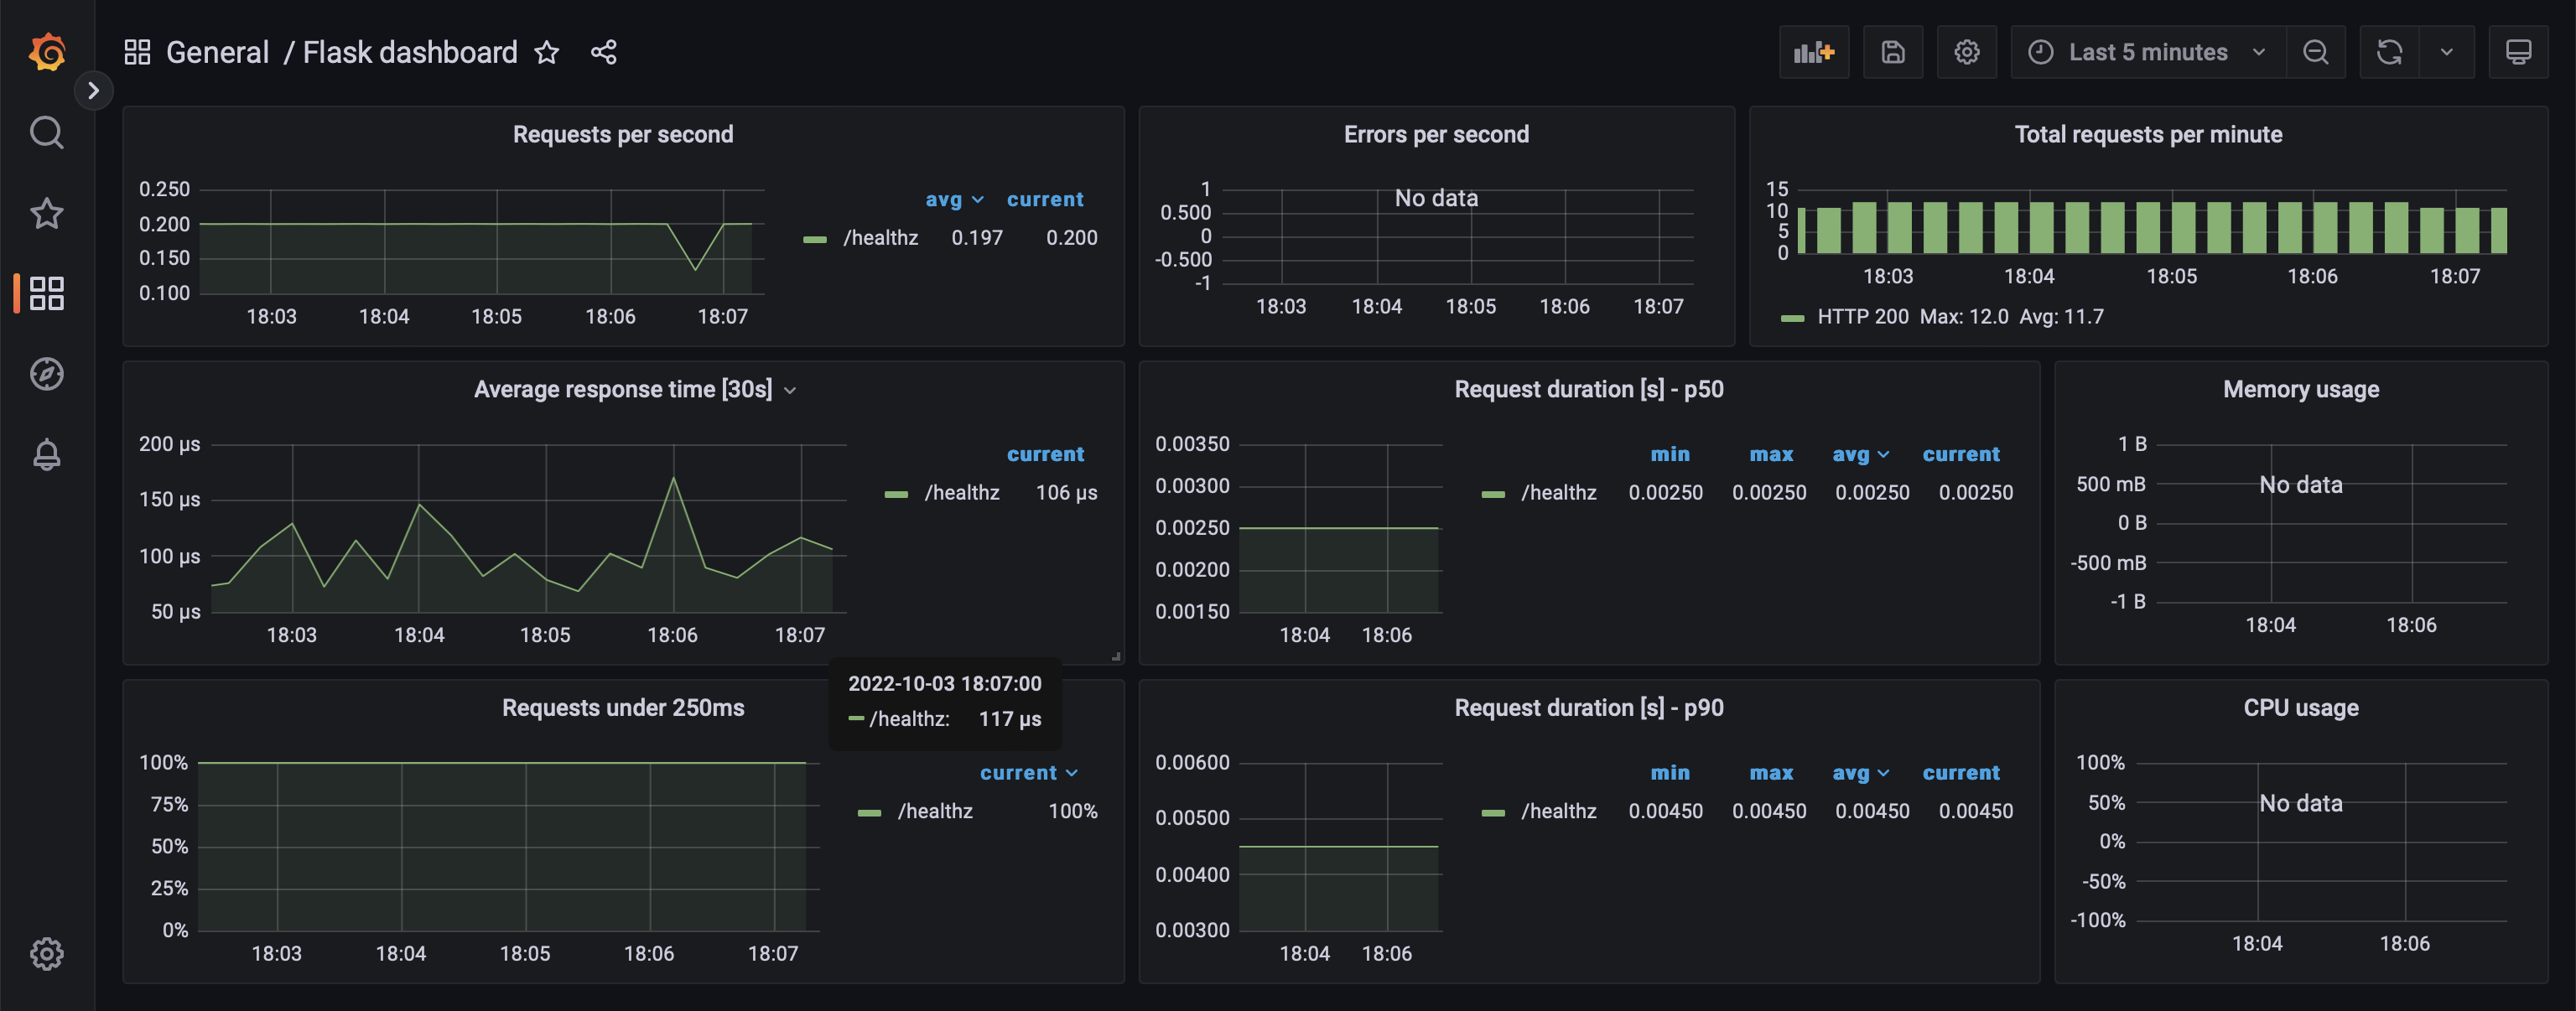 General / Flask dashboard
Last 5 minutes
Requests per second
0.250
0.200
0.150
0.100
18:03 18:04 18:05 18:06 18:07
avg current
/healthz 0.197 0.200
Errors per second
No data
1
0.500
0
-0.500
-1
18:03 18:04 18:05 18:06 18:07
Total requests per minute
15
10
5
0
18:03 18:04 18:05 18:06 18:07
HTTP 200 Max: 12.0 Avg: 11.7
Average response time [30s]
200 µs
150 µs
100 µs
50 µs
18:03 18:04 18:05 18:06 18:07
current
/healthz 106 µs
Request duration [s] - p50
0.00350
0.00300
0.00250
0.00200
0.00150
18:04 18:06
min max avg current
/healthz 0.00250 0.00250 0.00250 0.00250
Memory usage
1 B
500 mB
0 B
-500 mB
-1 B
No data
18:04 18:06
2022-10-03 18:07:00
/healthz: 117 µs
Requests under 250ms
100%
75%
50%
25%
0%
18:03 18:04 18:05 18:06 18:07
current
/healthz 100%
Request duration [s] - p90
0.00600
0.00500
0.00400
0.00300
18:04 18:06
min max avg current
/healthz 0.00450 0.00450 0.00450 0.00450
CPU usage
100%
50%
0%
-50%
-100%
No data
18:04 18:06